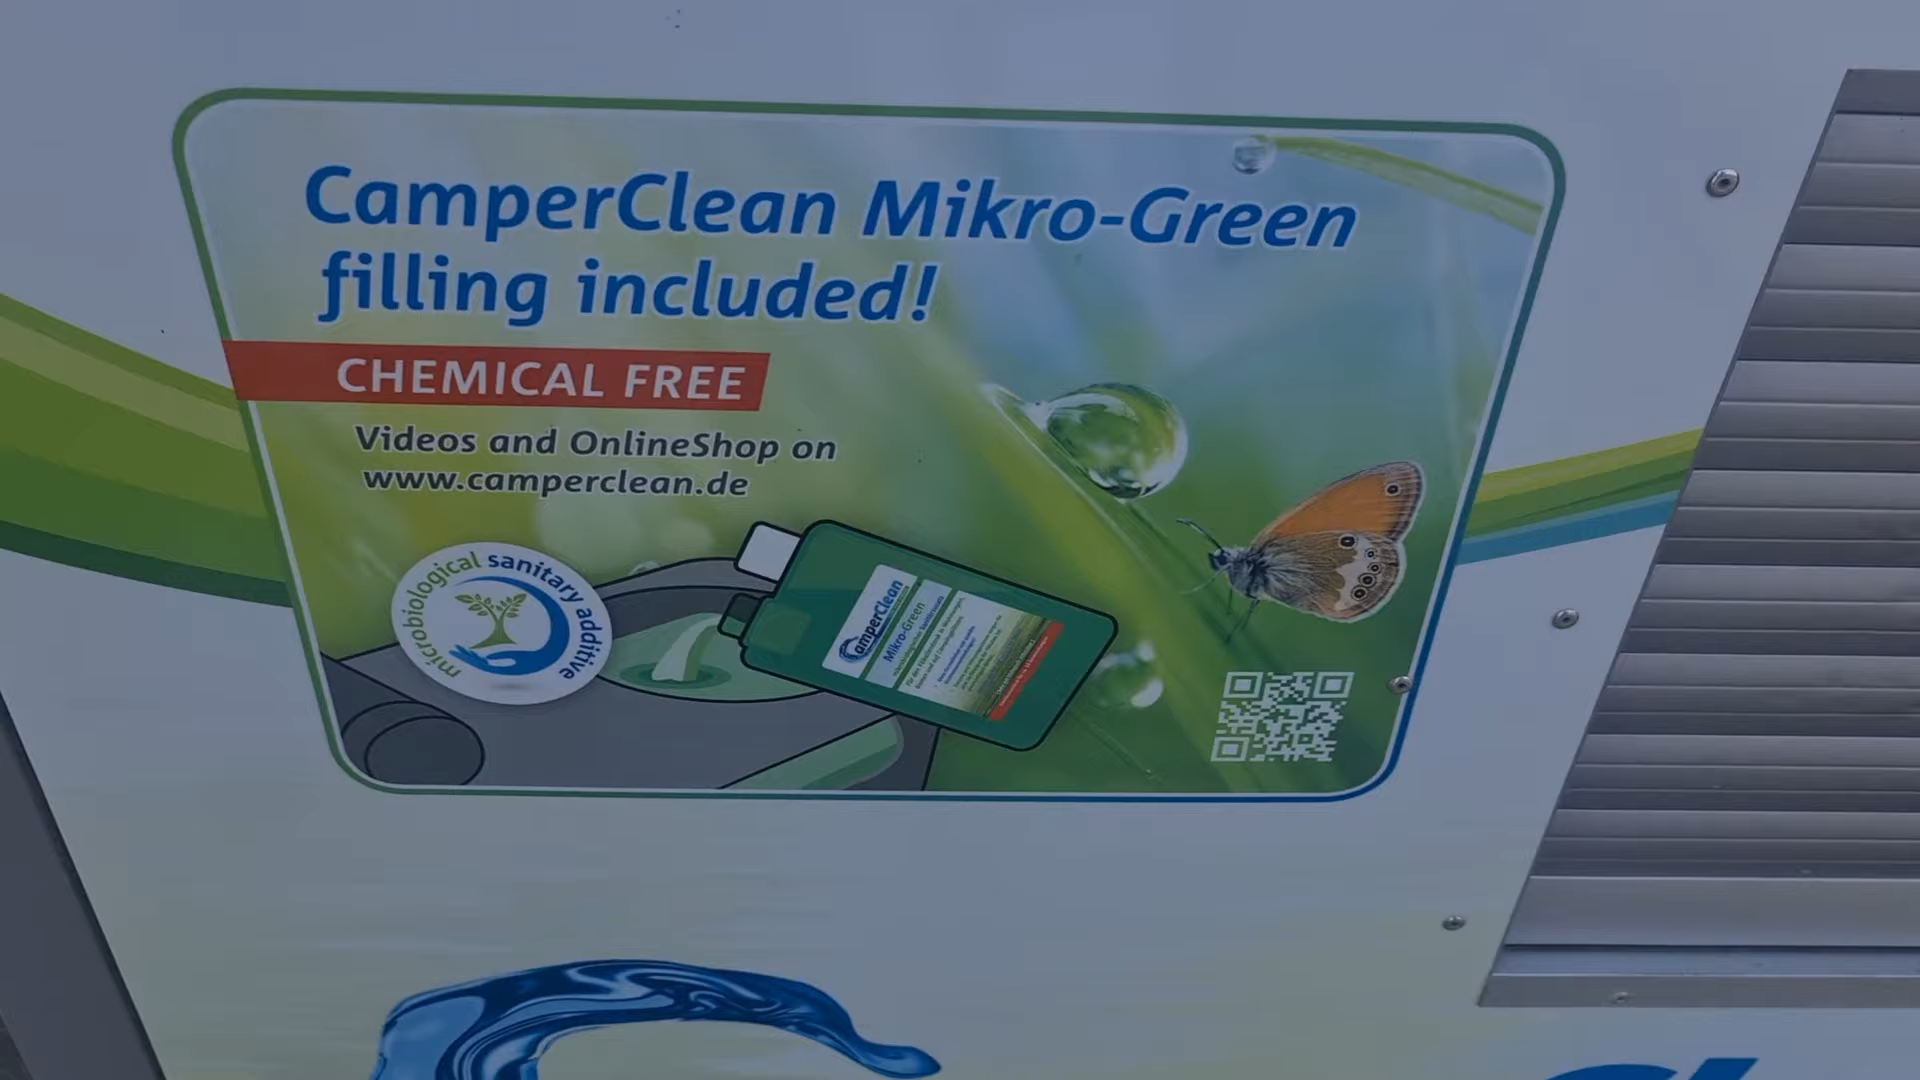 CamperClean Mikro-Green
filling included!
CHEMICAL FREE
Videos and OnlineShop on
www.camperclean.de
microbiological sanitary additive
CamperClean
Mikro-Green